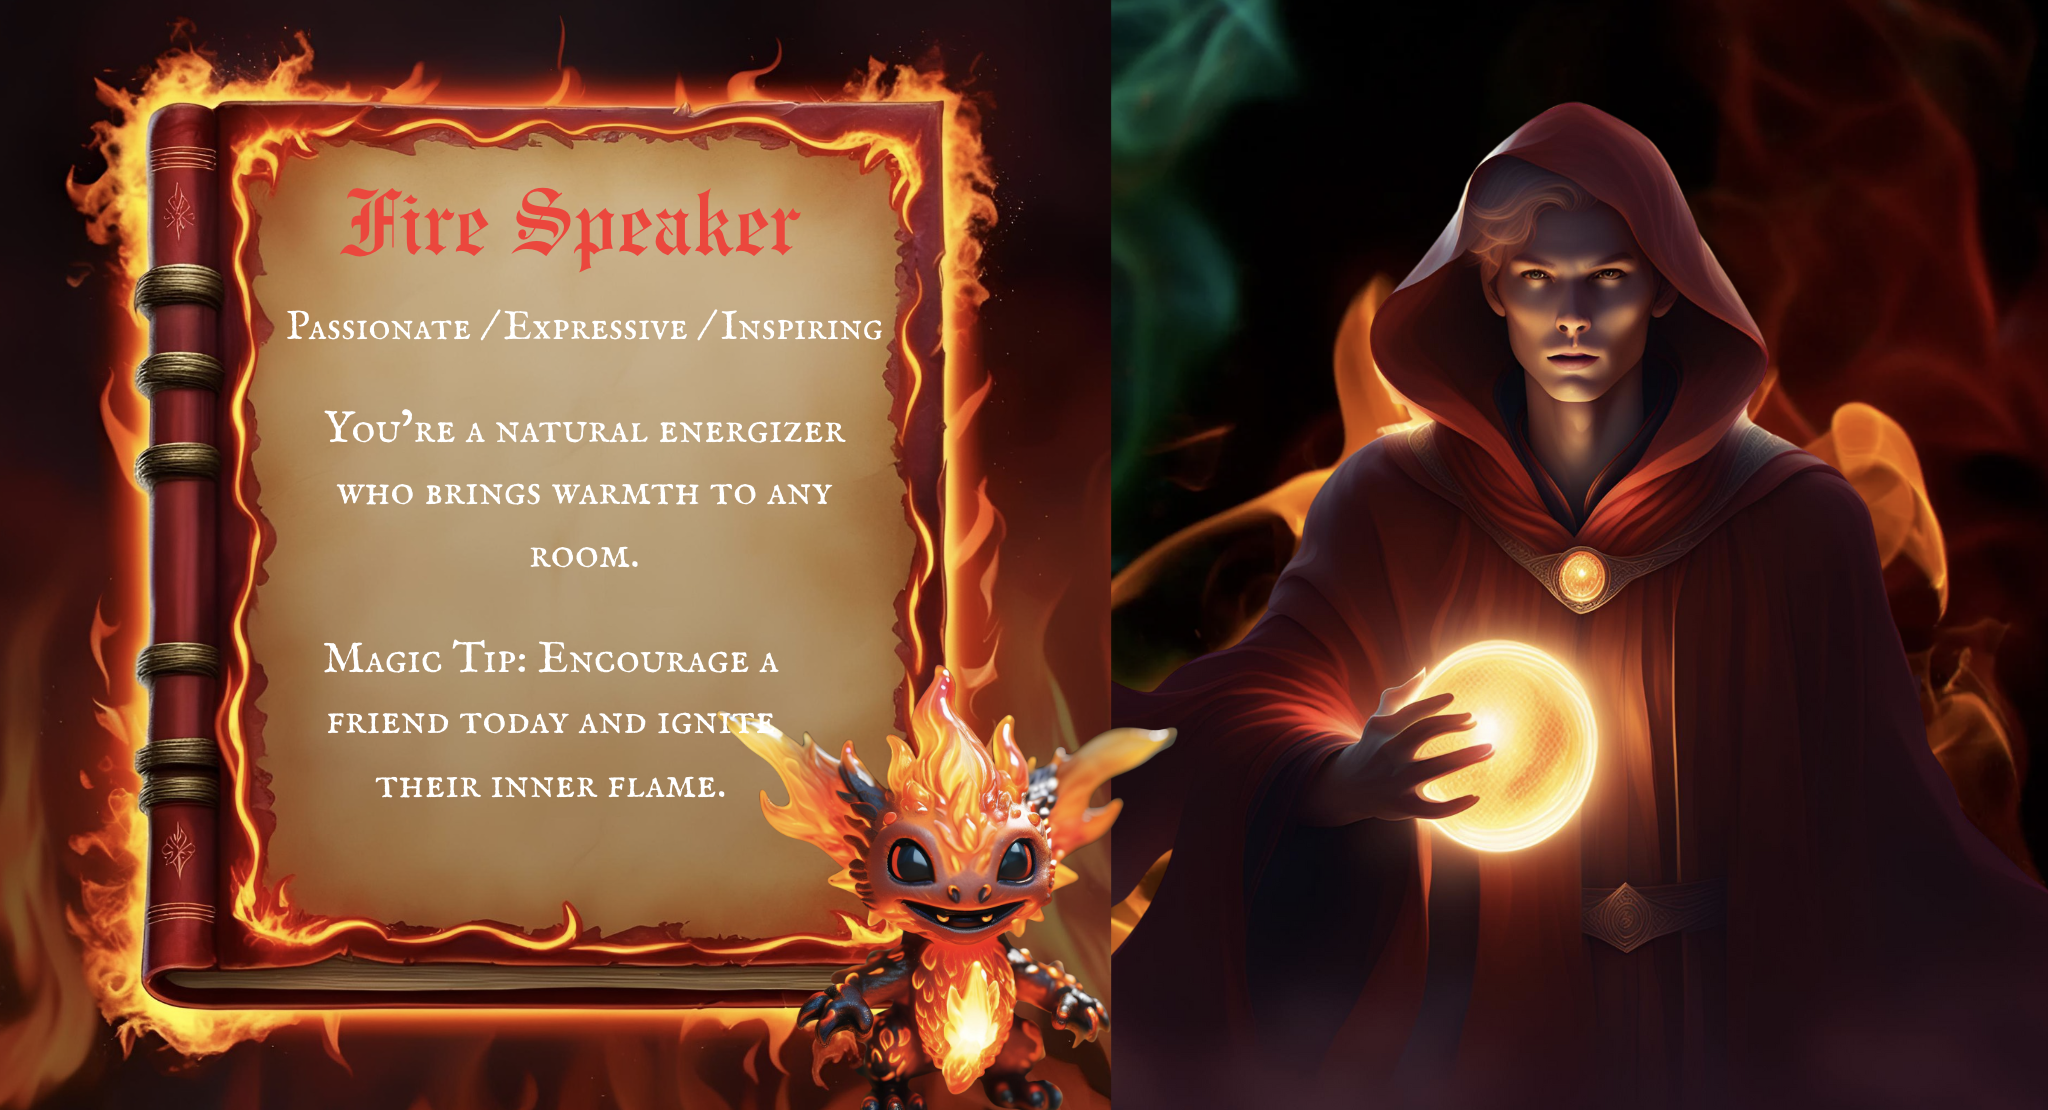 Fire Speaker
Passionate / Expressive / Inspiring
You're a natural energizer
who brings warmth to any
room.
Magic Tip: Encourage a
friend today and ignite
their inner flame.